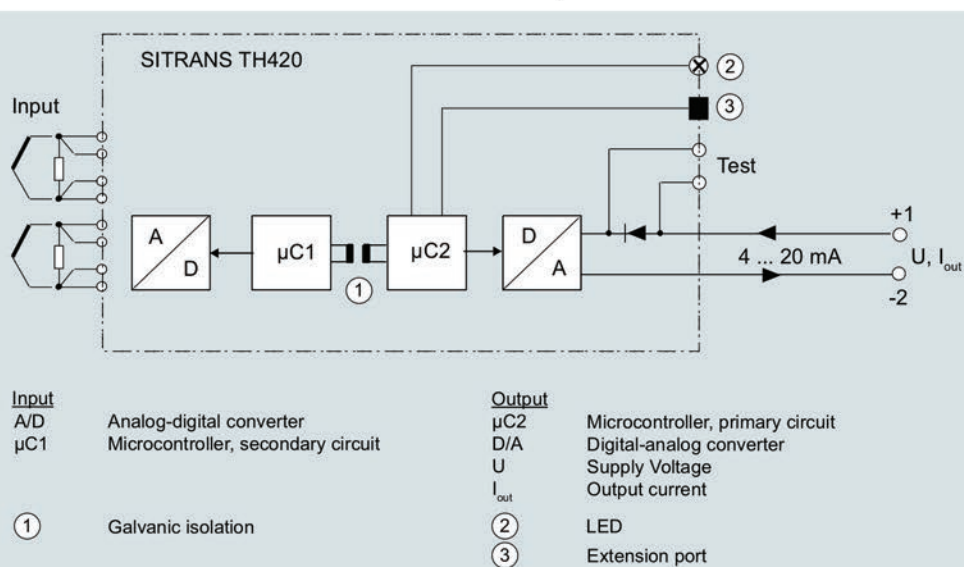 SITRANS TH420
2
3
Input
Test
A
D
µC1
µC2
D
A
+1
4 ... 20 mA
U, Iout
-2
1
Input
A/D Analog-digital converter
µC1 Microcontroller, secondary circuit
1 Galvanic isolation
Output
µC2 Microcontroller, primary circuit
D/A Digital-analog converter
U Supply Voltage
Iout Output current
2 LED
3 Extension port